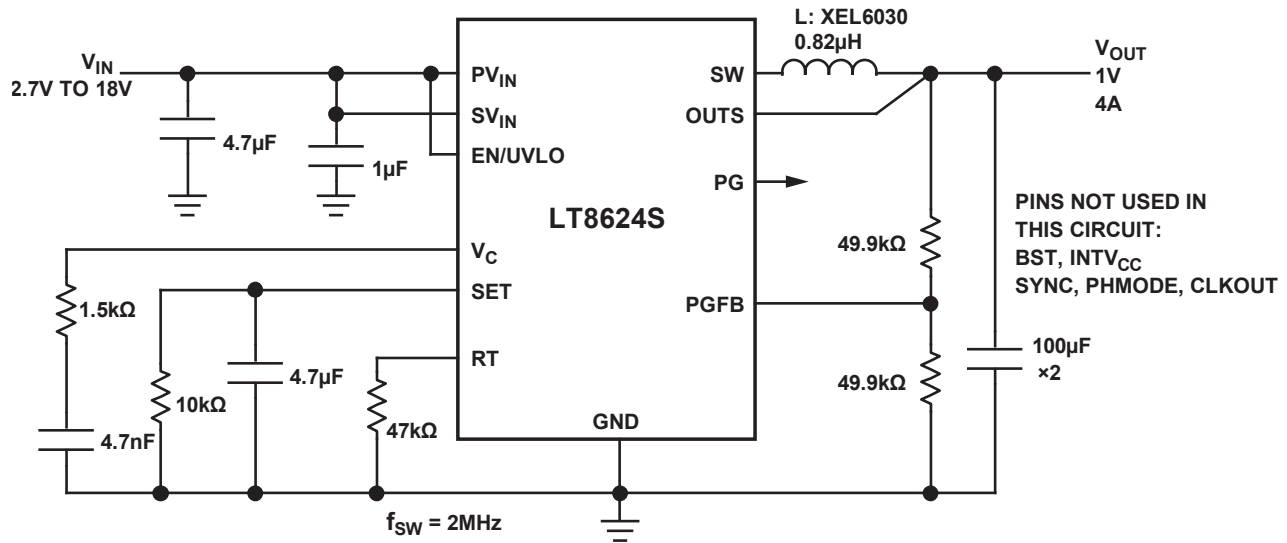 L: XEL6030
0.82µH
V_IN
2.7V TO 18V
PV_IN
SV_IN
EN/UVLO
4.7µF
1µF
SW
OUTS
PG
V_OUT
1V
4A
LT8624S
PINS NOT USED IN
THIS CIRCUIT:
BST, INTV_CC
SYNC, PHMODE, CLKOUT
V_C
SET
RT
1.5kΩ
10kΩ
4.7µF
47kΩ
4.7nF
49.9kΩ
PGFB
49.9kΩ
100µF
×2
GND
f_SW = 2MHz